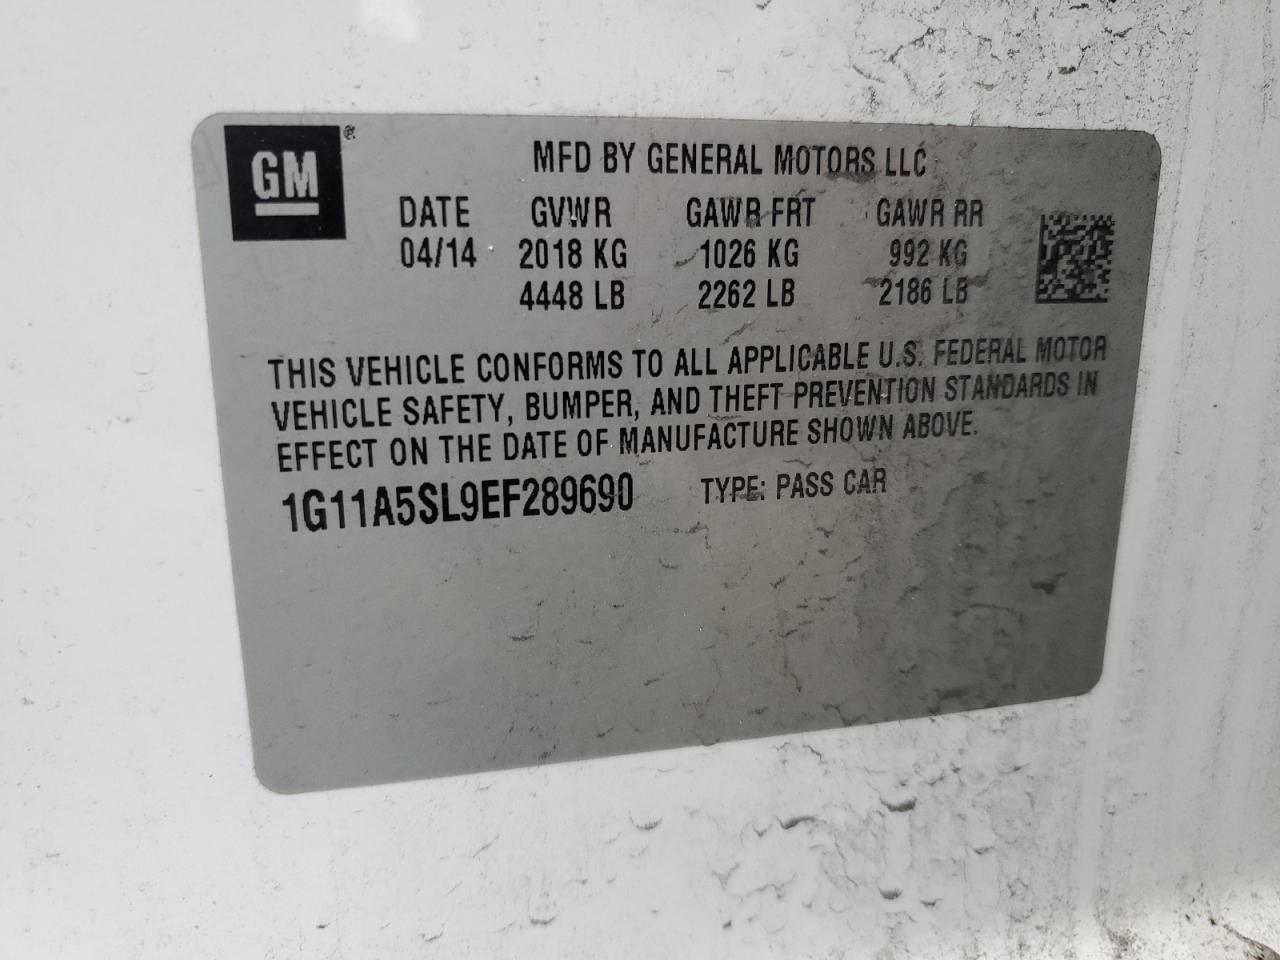 GM ®
MFD BY GENERAL MOTORS LLC
DATE GVWR GAWR FRT GAWR RR
04/14 2018 KG 1026 KG 992 KG
4448 LB 2262 LB 2186 LB
THIS VEHICLE CONFORMS TO ALL APPLICABLE U.S. FEDERAL MOTOR
VEHICLE SAFETY, BUMPER, AND THEFT PREVENTION STANDARDS IN
EFFECT ON THE DATE OF MANUFACTURE SHOWN ABOVE.
1G11A5SL9EF289690 TYPE: PASS CAR